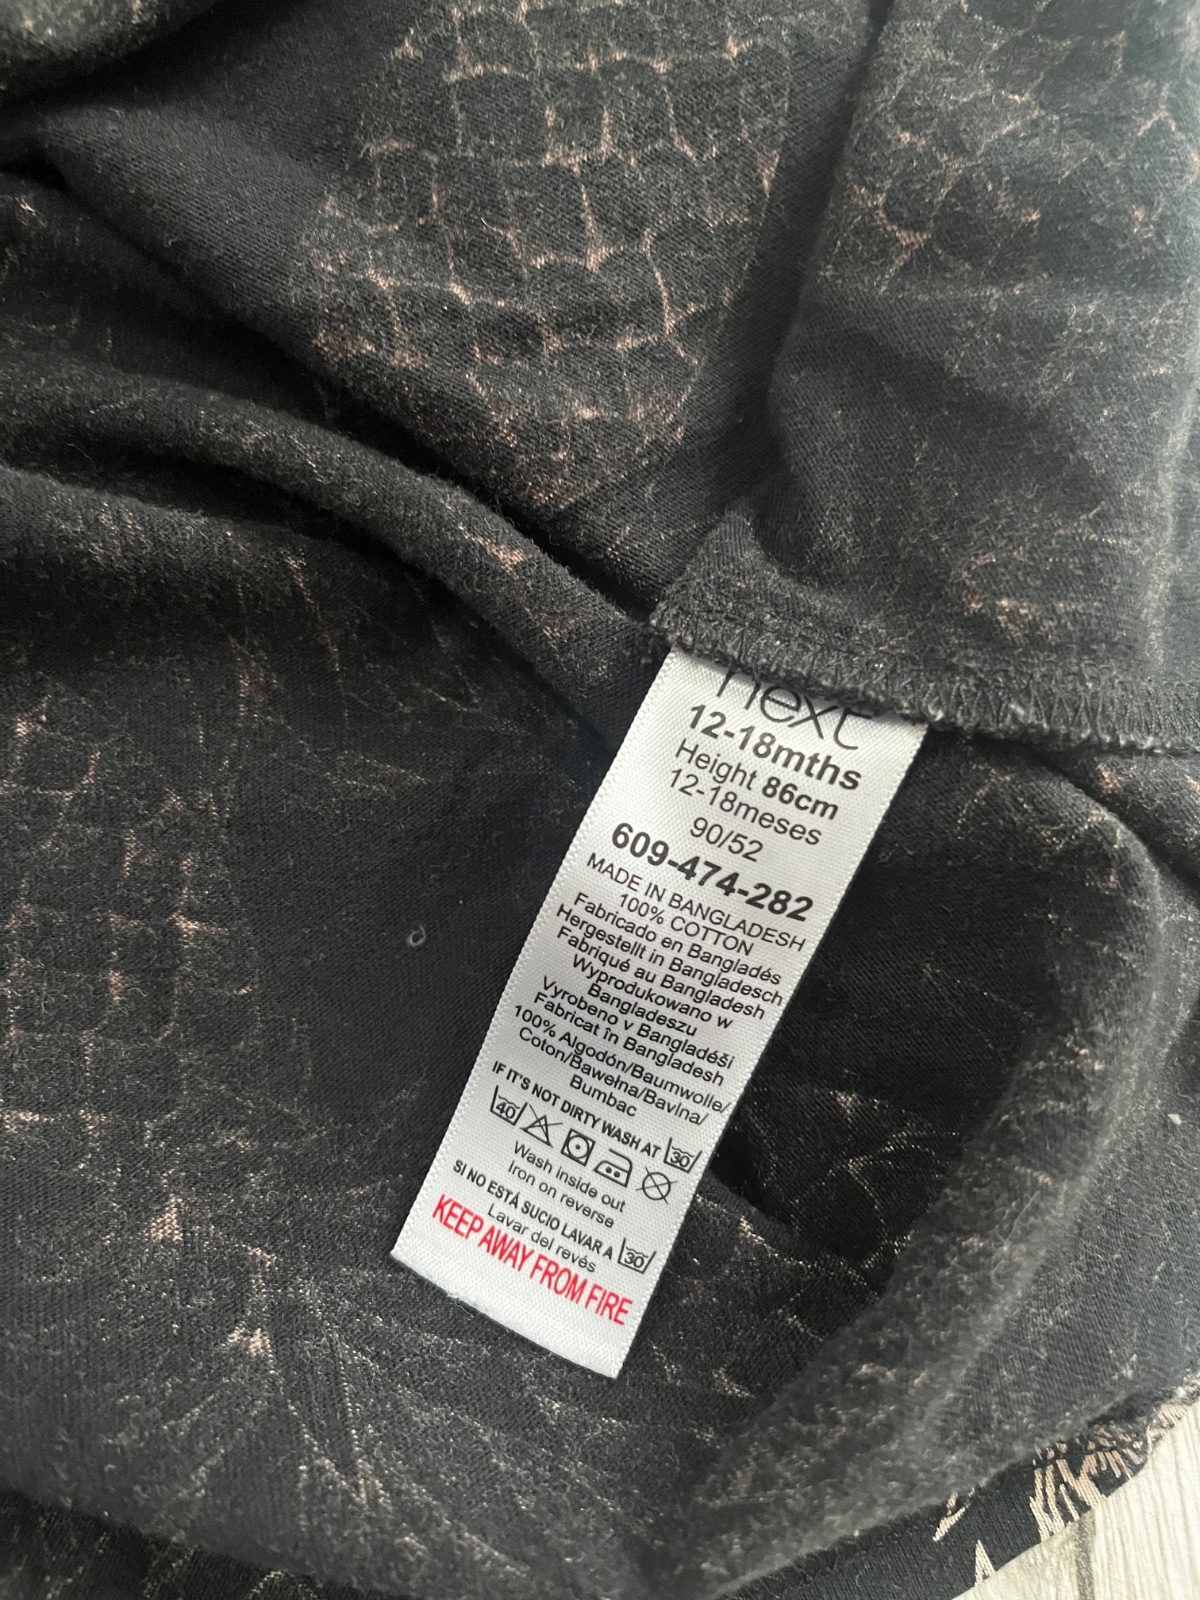 next
12-18mths
Height 86cm
12-18meses
90/52
609-474-282
MADE IN BANGLADESH
100% COTTON
Fabricado en Bangladés
Hergestellt in Bangladesch
Fabriqué au Bangladesh
Wyprodukowano w
Bangladeszu
Vyrobeno v Bangladéši
Fabricat în Bangladesh
100% Algodón/Baumwolle/
Coton/Bawełna/Bavlna/
Bumbac
IF IT'S NOT DIRTY WASH AT 30
40
Wash inside out
Iron on reverse
SI NO ESTÁ SUCIO LAVAR A 30
Lavar del revés
KEEP AWAY FROM FIRE